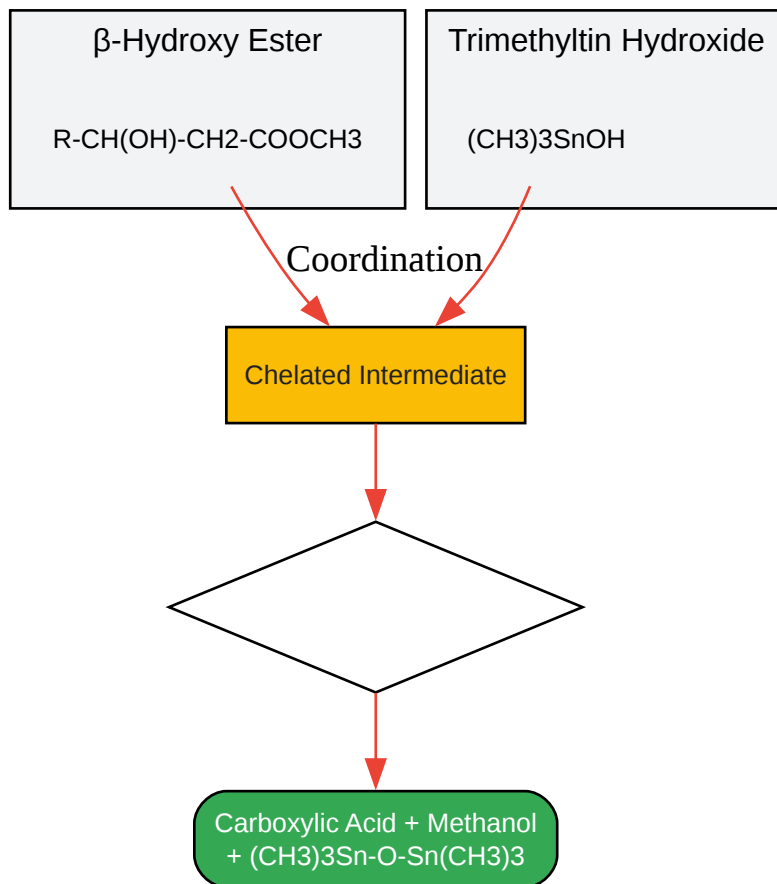 β-Hydroxy Ester
Trimethyltin Hydroxide
R-CH(OH)-CH2-COOCH3
(CH3)3SnOH
Coordination
Chelated Intermediate
Carboxylic Acid + Methanol
+ (CH3)3Sn-O-Sn(CH3)3